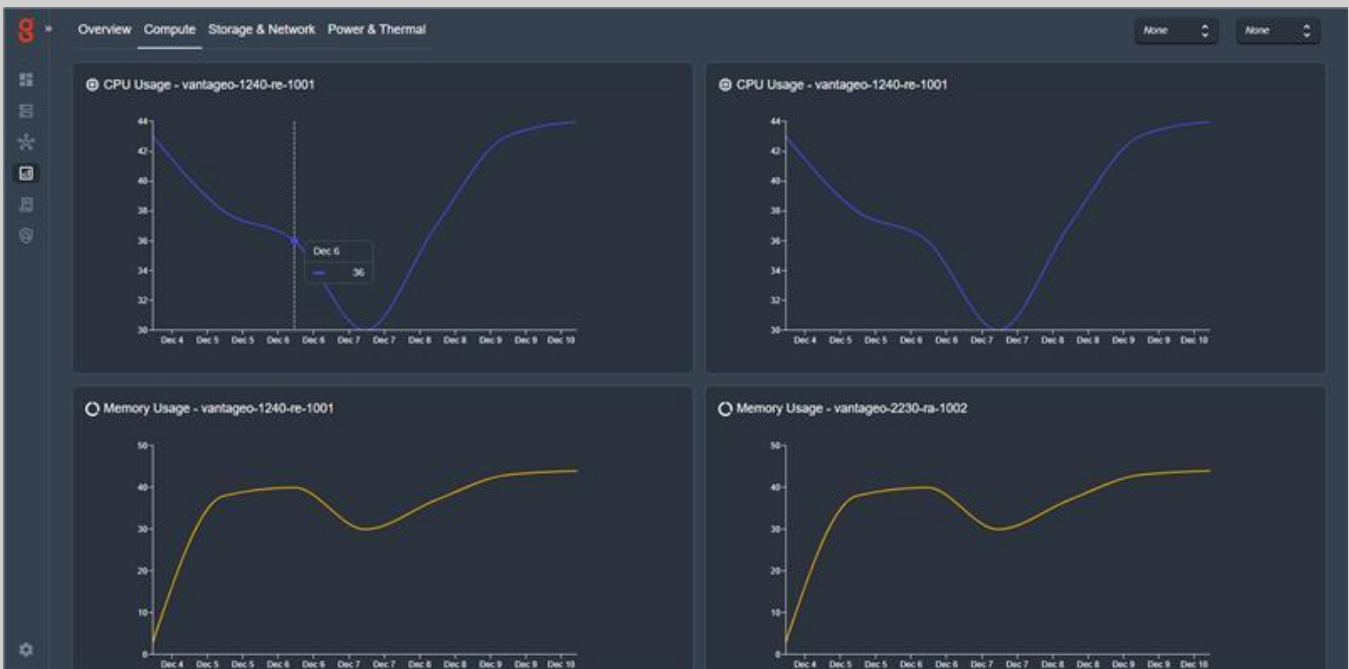 g » Overview Compute Storage & Network Power & Thermal None None
CPU Usage - vantageo-1240-re-1001
44
42
40
38
36
34
32
30
Dec 6
36
Dec 4 Dec 5 Dec 5 Dec 6 Dec 6 Dec 7 Dec 7 Dec 8 Dec 8 Dec 9 Dec 9 Dec 10
CPU Usage - vantageo-1240-re-1001
44
42
40
38
36
34
32
30
Dec 4 Dec 5 Dec 5 Dec 6 Dec 6 Dec 7 Dec 7 Dec 8 Dec 8 Dec 9 Dec 9 Dec 10
Memory Usage - vantageo-1240-re-1001
50
40
30
20
10
0
Dec 4 Dec 5 Dec 5 Dec 6 Dec 6 Dec 7 Dec 7 Dec 8 Dec 8 Dec 9 Dec 9 Dec 10
Memory Usage - vantageo-2230-ra-1002
50
40
30
20
10
0
Dec 4 Dec 5 Dec 5 Dec 6 Dec 6 Dec 7 Dec 7 Dec 8 Dec 8 Dec 9 Dec 9 Dec 10